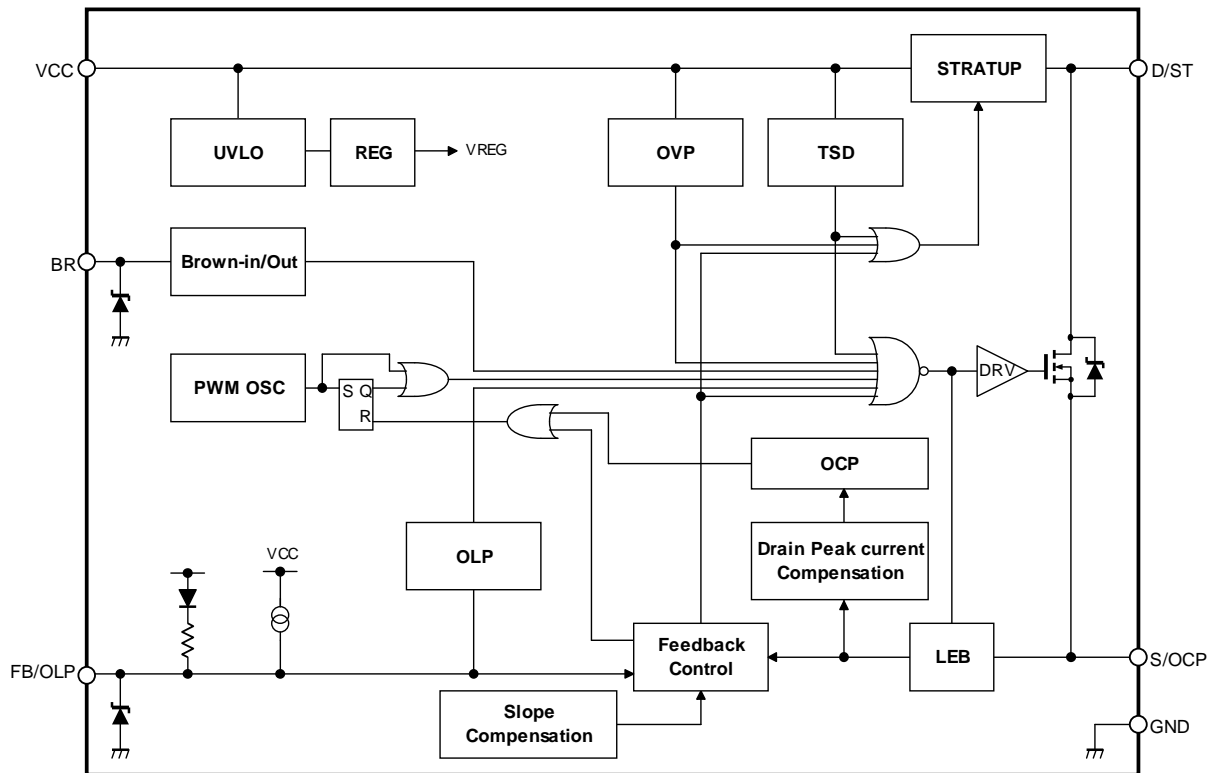 VCC
STRATUP
D/ST
UVLO
REG
VREG
OVP
TSD
BR
Brown-in/Out
PWM OSC
S Q
R
DRV
OCP
OLP
Drain Peak current
Compensation
VCC
Feedback
Control
LEB
FB/OLP
S/OCP
Slope
Compensation
GND